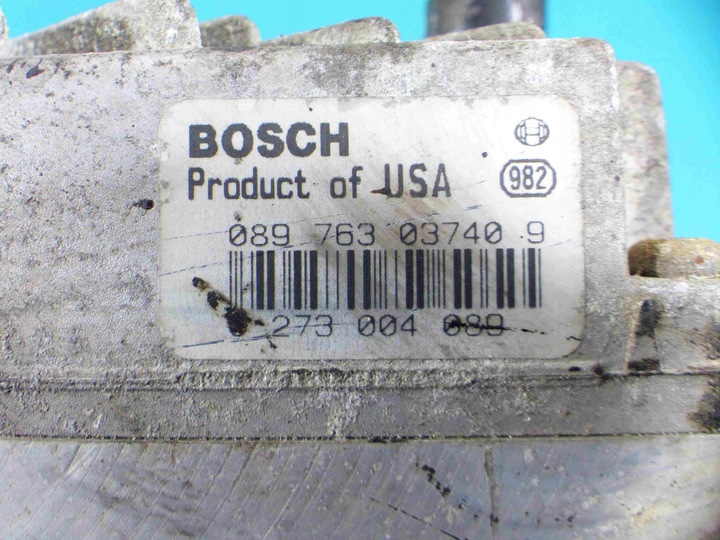 BOSCH
Product of USA 982
089 763 03740 9
273 004 089